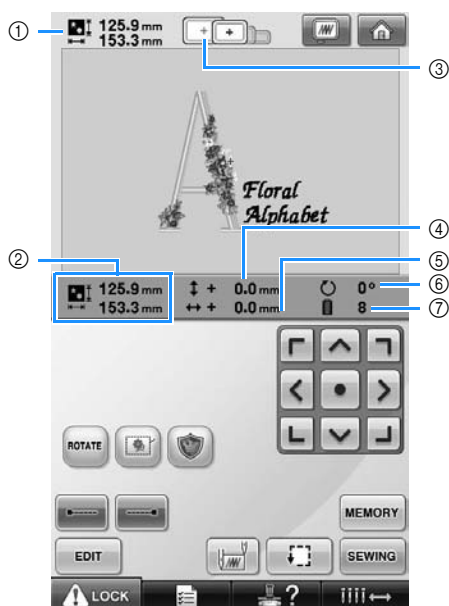 ① 125.9 mm
153.3 mm
③
Floral
Alphabet
④
② ⑤
125.9 mm + 0.0 mm 0° ⑥
153.3 mm + 0.0 mm 8 ⑦
ROTATE
MEMORY
EDIT SEWING
LOCK ?